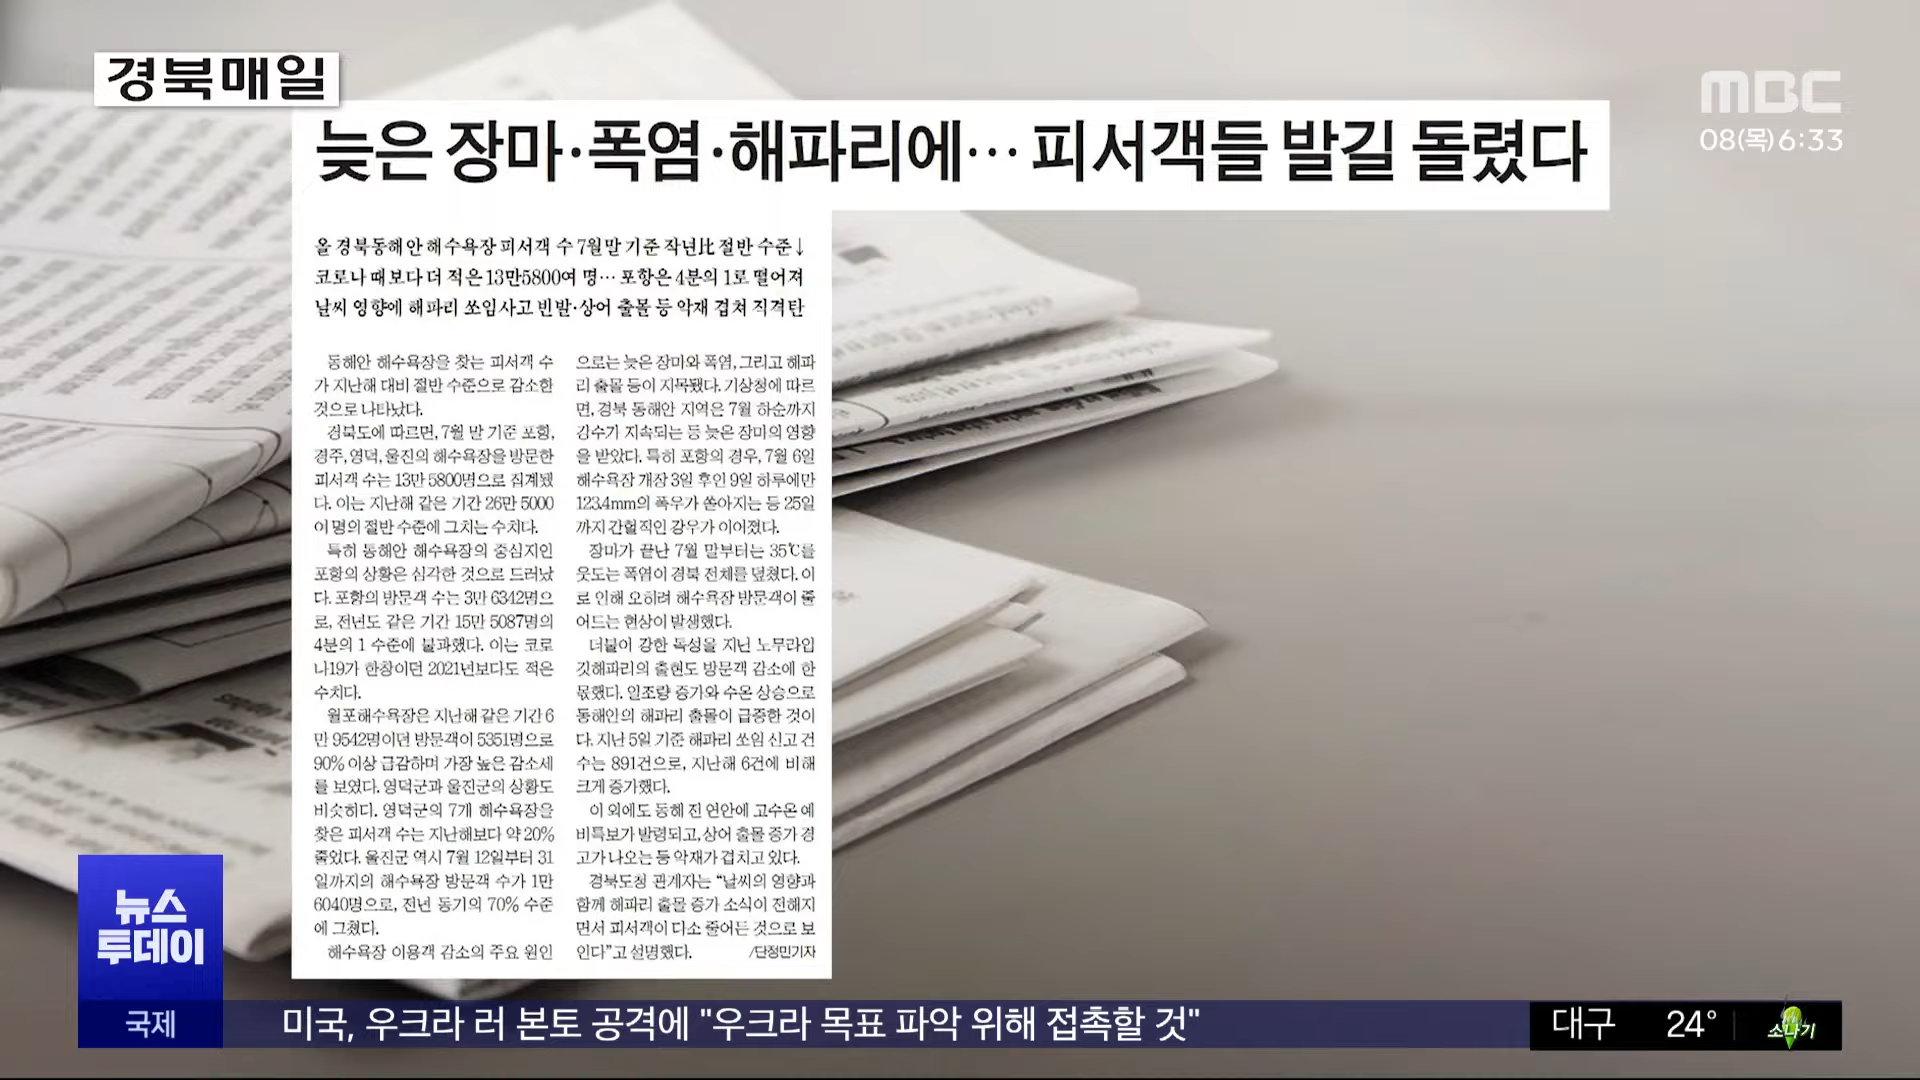 경북매일
MBC
08(목) 6:33
늦은 장마·폭염·해파리에… 피서객들 발길 돌렸다
올 경북동해안 해수욕장 피서객 수 7월말 기준 작년比 절반 수준↓
코로나 때보다 더 적은 13만5800여 명… 포항은 4분의 1로 떨어져
날씨 영향에 해파리 쏘임사고 빈발·상어 출몰 등 악재 겹쳐 직격탄
동해안 해수욕장을 찾는 피서객 수
가 지난해 대비 절반 수준으로 감소한
것으로 나타났다.
경북도에 따르면, 7월 말 기준 포항,
경주, 영덕, 울진의 해수욕장을 방문한
피서객 수는 13만 5800명으로 집계됐
다. 이는 지난해 같은 기간 26만 5000
여 명의 절반 수준에 그치는 수치다.
특히 동해안 해수욕장의 중심지인
포항의 상황은 심각한 것으로 드러났
다. 포항의 방문객 수는 3만 6342명으
로, 전년도 같은 기간 15만 5087명의
4분의 1 수준에 불과했다. 이는 코로
나19가 한창이던 2021년보다도 적은
수치다.
월포해수욕장은 지난해 같은 기간 6
만 9542명이던 방문객이 5351명으로
90% 이상 급감하며 가장 높은 감소세
를 보였다. 영덕군과 울진군의 상황도
비슷하다. 영덕군의 7개 해수욕장을
찾은 피서객 수는 지난해보다 약 20%
줄었다. 울진군 역시 7월 12일부터 31
일까지의 해수욕장 방문객 수가 1만
6040명으로, 전년 동기의 70% 수준
에 그쳤다.
해수욕장 이용객 감소의 주요 원인
으로는 늦은 장마와 폭염, 그리고 해파
리 출몰 등이 지목됐다. 기상청에 따르
면, 경북 동해안 지역은 7월 하순까지
강수가 지속되는 등 늦은 장마의 영향
을 받았다. 특히 포항의 경우, 7월 6일
해수욕장 개장 3일 후인 9일 하루에만
123.4mm의 폭우가 쏟아지는 등 25일
까지 간헐적인 강우가 이어졌다.
장마가 끝난 7월 말부터는 35℃를
웃도는 폭염이 경북 전체를 덮쳤다. 이
로 인해 오히려 해수욕장 방문객이 줄
어드는 현상이 발생했다.
더불어 강한 독성을 지닌 노무라입
깃해파리의 출현도 방문객 감소에 한
몫했다. 일조량 증가와 수온 상승으로
동해안의 해파리 출몰이 급증한 것이
다. 지난 5일 기준 해파리 쏘임 신고 건
수는 891건으로, 지난해 6건에 비해
크게 증가했다.
이 외에도 동해 전 연안에 고수온 예
비특보가 발령되고, 상어 출몰 증가 경
고가 나오는 등 악재가 겹치고 있다.
경북도청 관계자는 “날씨의 영향과
함께 해파리 출몰 증가 소식이 전해지
면서 피서객이 다소 줄어든 것으로 보
인다”고 설명했다. /단정민기자
뉴스
투데이
국제
미국, 우크라 러 본토 공격에 "우크라 목표 파악 위해 접촉할 것"
대구 24° 소나기